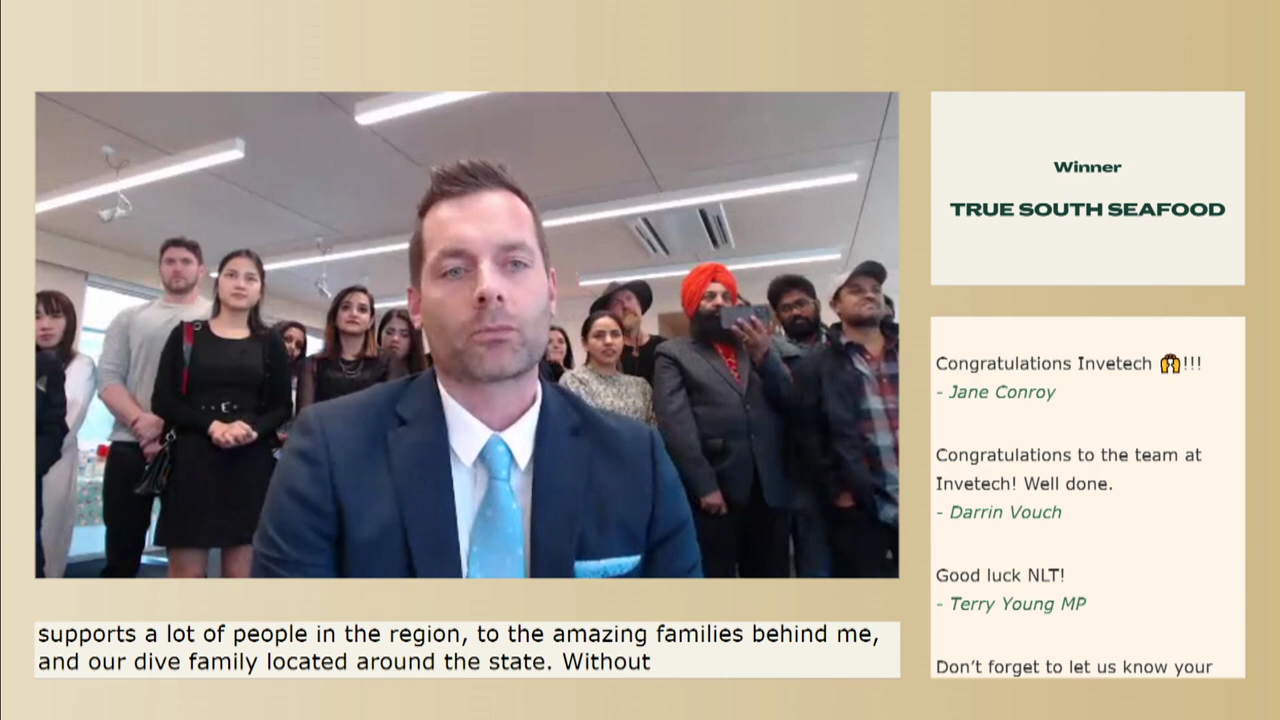 Winner
TRUE SOUTH SEAFOOD
Congratulations Invetech 🙌!!!
- Jane Conroy
Congratulations to the team at
Invetech! Well done.
- Darrin Vouch
Good luck NLT!
- Terry Young MP
Don’t forget to let us know your
supports a lot of people in the region, to the amazing families behind me,
and our dive family located around the state. Without